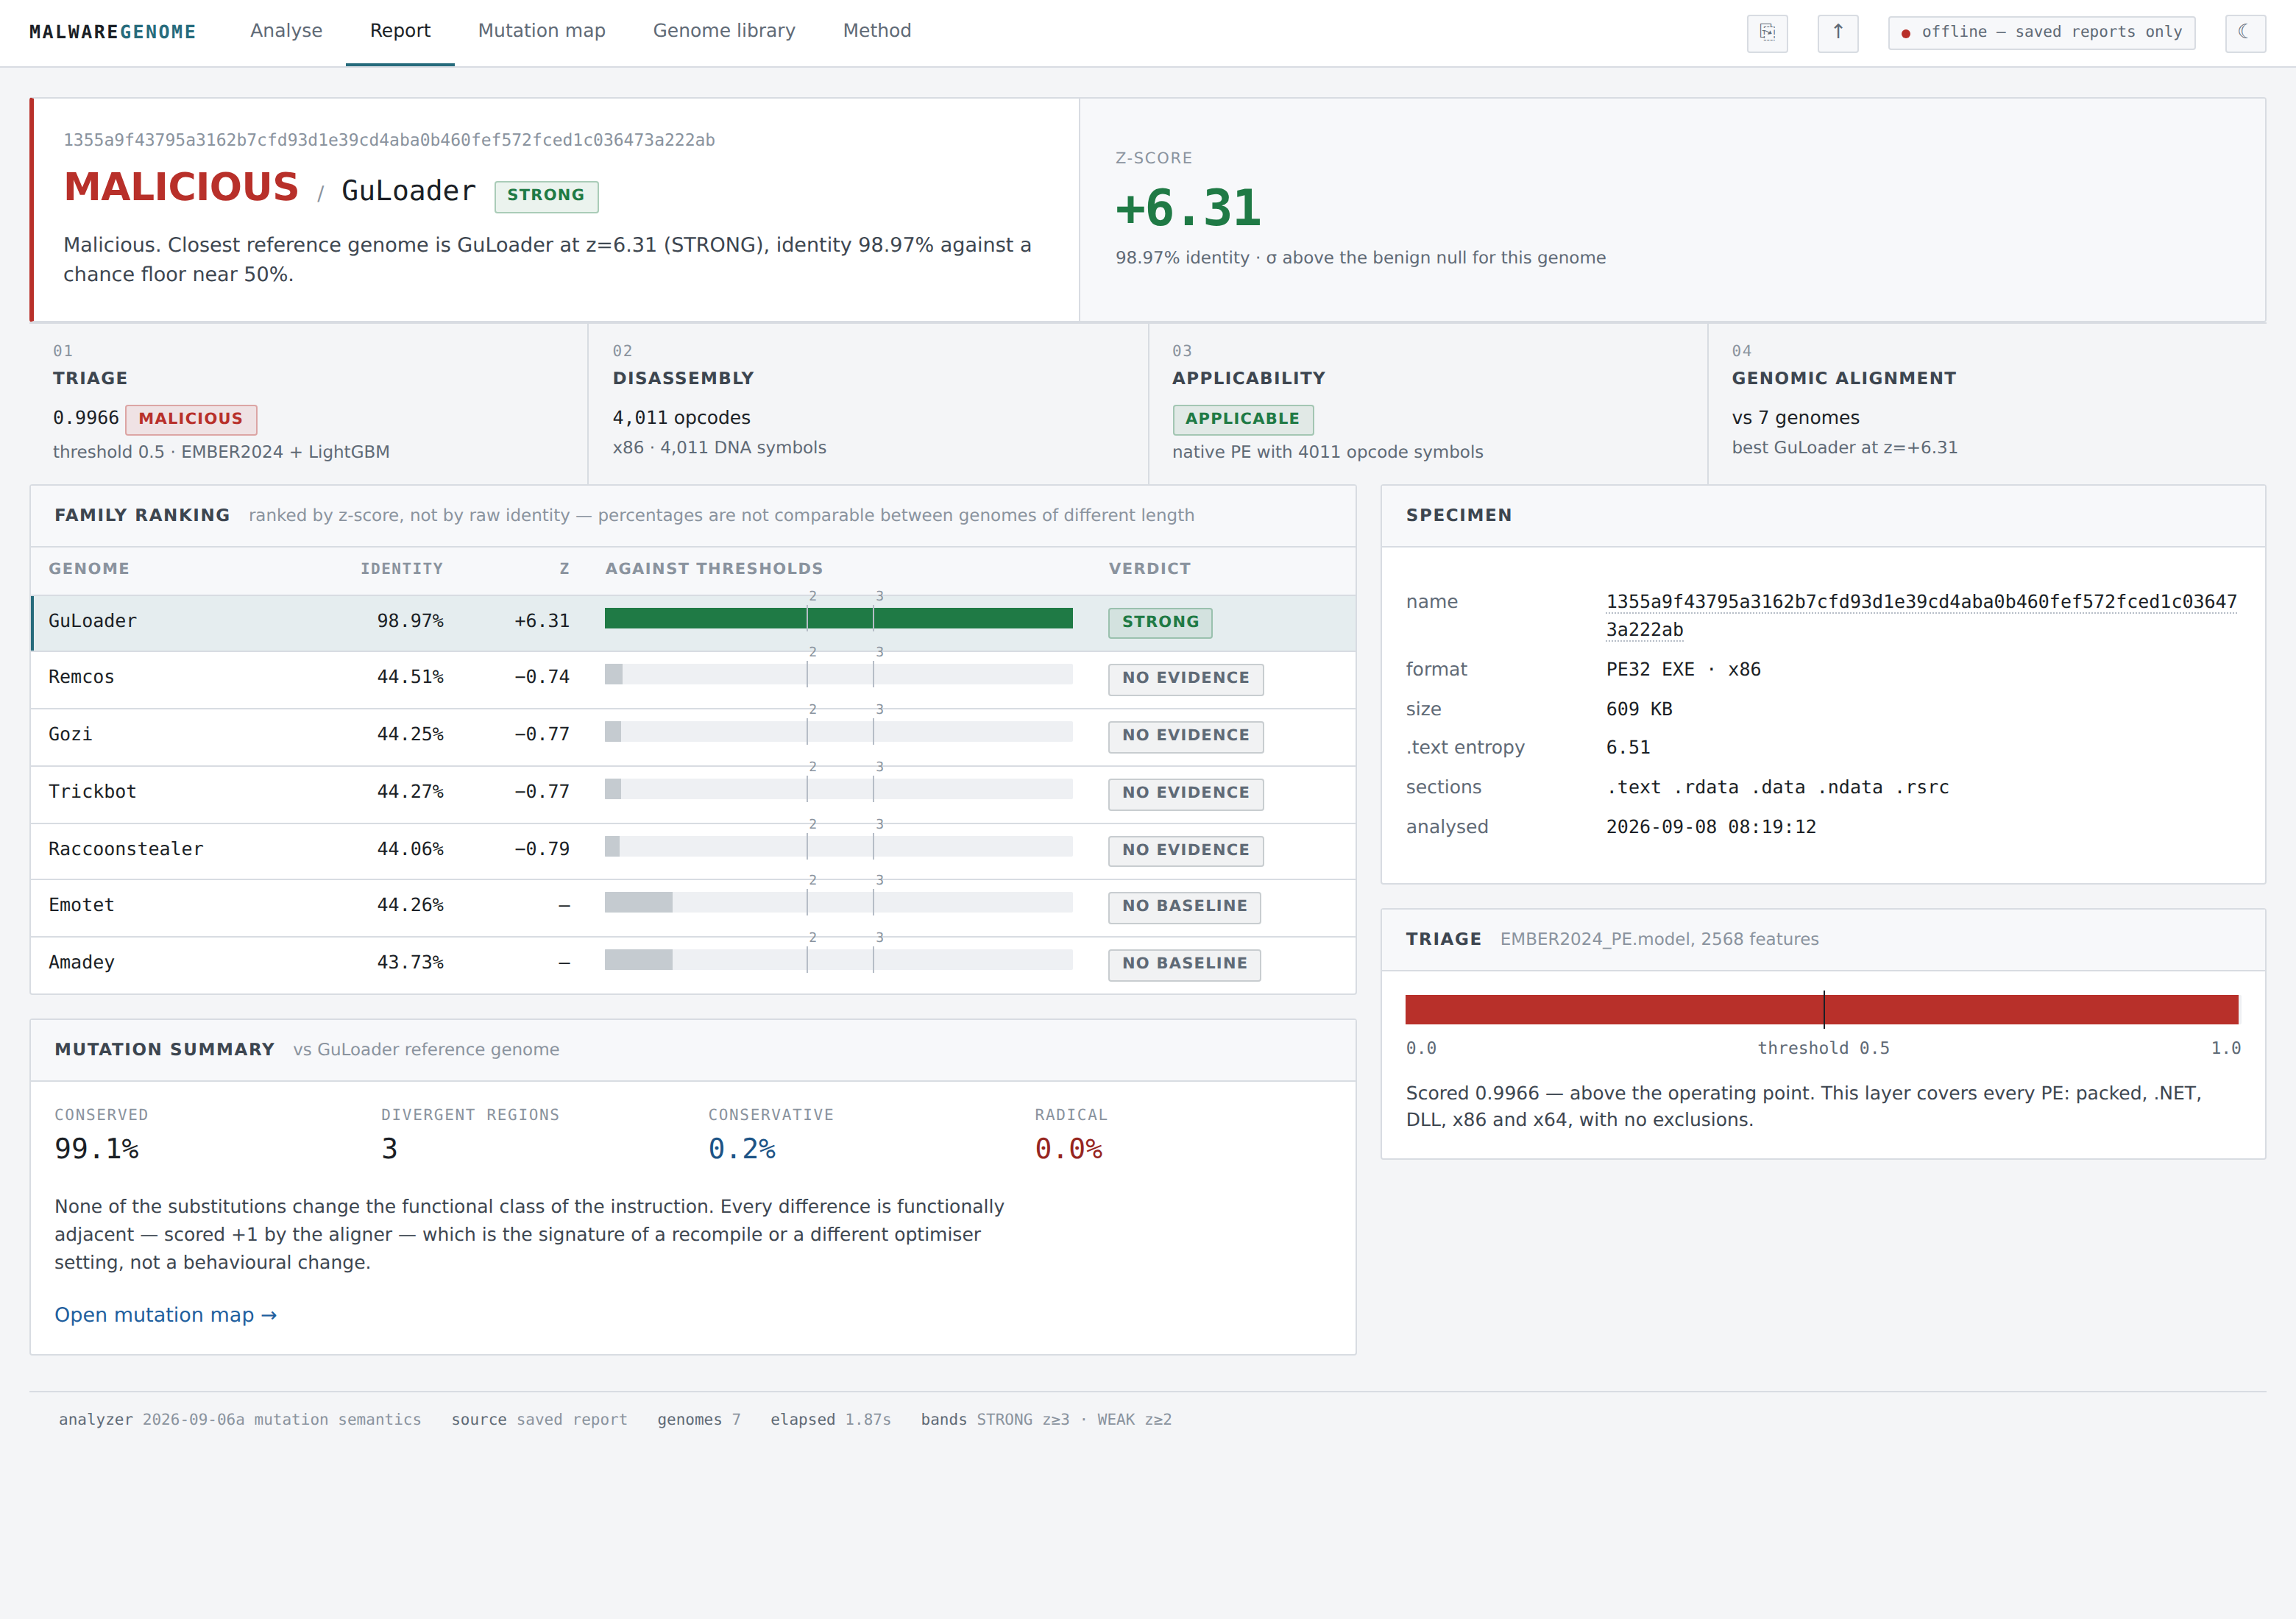 MALWAREGENOME Analyse Report Mutation map Genome library Method ↑ offline — saved reports only ☾
1355a9f43795a3162b7cfd93d1e39cd4aba0b460fef572fced1c036473a222ab
MALICIOUS / GuLoader STRONG
Malicious. Closest reference genome is GuLoader at z=6.31 (STRONG), identity 98.97% against a
chance floor near 50%.
Z-SCORE
+6.31
98.97% identity · σ above the benign null for this genome
01
TRIAGE
0.9966 MALICIOUS
threshold 0.5 · EMBER2024 + LightGBM
02
DISASSEMBLY
4,011 opcodes
x86 · 4,011 DNA symbols
03
APPLICABILITY
APPLICABLE
native PE with 4011 opcode symbols
04
GENOMIC ALIGNMENT
vs 7 genomes
best GuLoader at z=+6.31
FAMILY RANKING ranked by z-score, not by raw identity — percentages are not comparable between genomes of different length
GENOME IDENTITY Z AGAINST THRESHOLDS VERDICT
2 3
GuLoader 98.97% +6.31 STRONG
2 3
Remcos 44.51% −0.74 NO EVIDENCE
2 3
Gozi 44.25% −0.77 NO EVIDENCE
2 3
Trickbot 44.27% −0.77 NO EVIDENCE
2 3
Raccoonstealer 44.06% −0.79 NO EVIDENCE
2 3
Emotet 44.26% — NO BASELINE
2 3
Amadey 43.73% — NO BASELINE
MUTATION SUMMARY vs GuLoader reference genome
CONSERVED DIVERGENT REGIONS CONSERVATIVE RADICAL
99.1% 3 0.2% 0.0%
None of the substitutions change the functional class of the instruction. Every difference is functionally
adjacent — scored +1 by the aligner — which is the signature of a recompile or a different optimiser
setting, not a behavioural change.
Open mutation map →
SPECIMEN
name 1355a9f43795a3162b7cfd93d1e39cd4aba0b460fef572fced1c03647
3a222ab
format PE32 EXE · x86
size 609 KB
.text entropy 6.51
sections .text .rdata .data .ndata .rsrc
analysed 2026-09-08 08:19:12
TRIAGE EMBER2024_PE.model, 2568 features
0.0 threshold 0.5 1.0
Scored 0.9966 — above the operating point. This layer covers every PE: packed, .NET,
DLL, x86 and x64, with no exclusions.
analyzer 2026-09-06a mutation semantics source saved report genomes 7 elapsed 1.87s bands STRONG z≥3 · WEAK z≥2